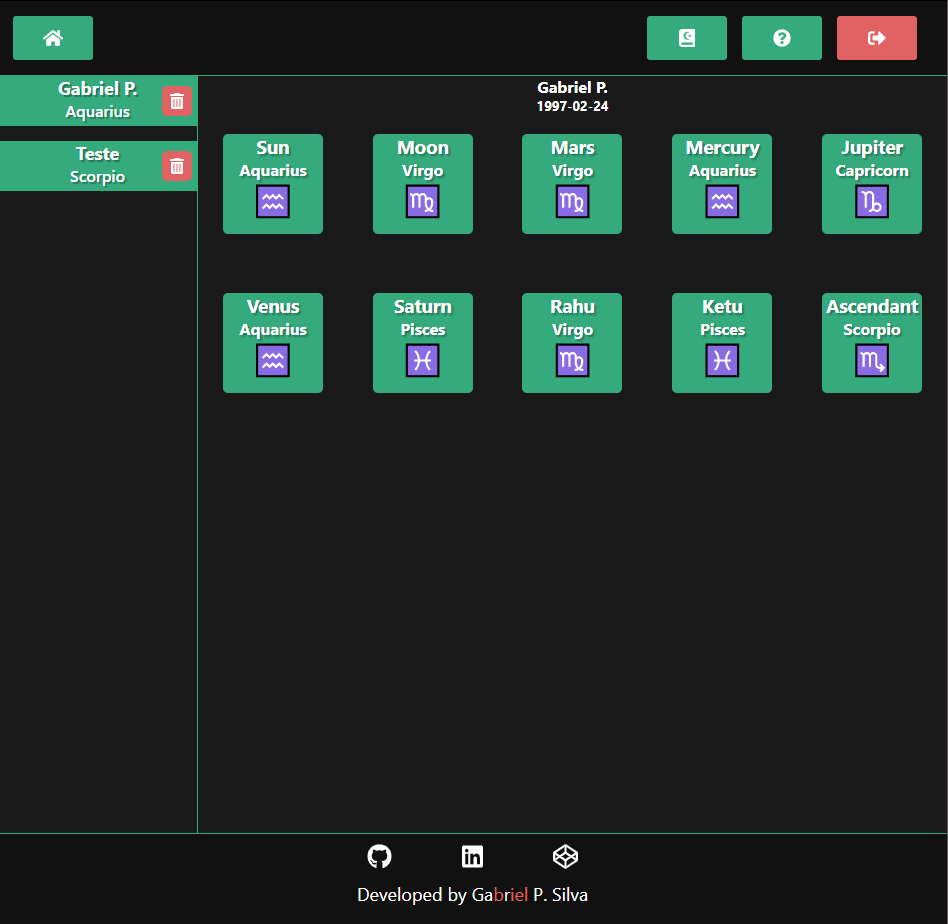 Gabriel P.
Aquarius
Teste
Scorpio
Gabriel P.
1997-02-24
Sun
Aquarius
♒
Moon
Virgo
♍
Mars
Virgo
♍
Mercury
Aquarius
♒
Jupiter
Capricorn
♑
Venus
Aquarius
♒
Saturn
Pisces
♓
Rahu
Virgo
♍
Ketu
Pisces
♓
Ascendant
Scorpio
♏
in
Developed by Gabriel P. Silva